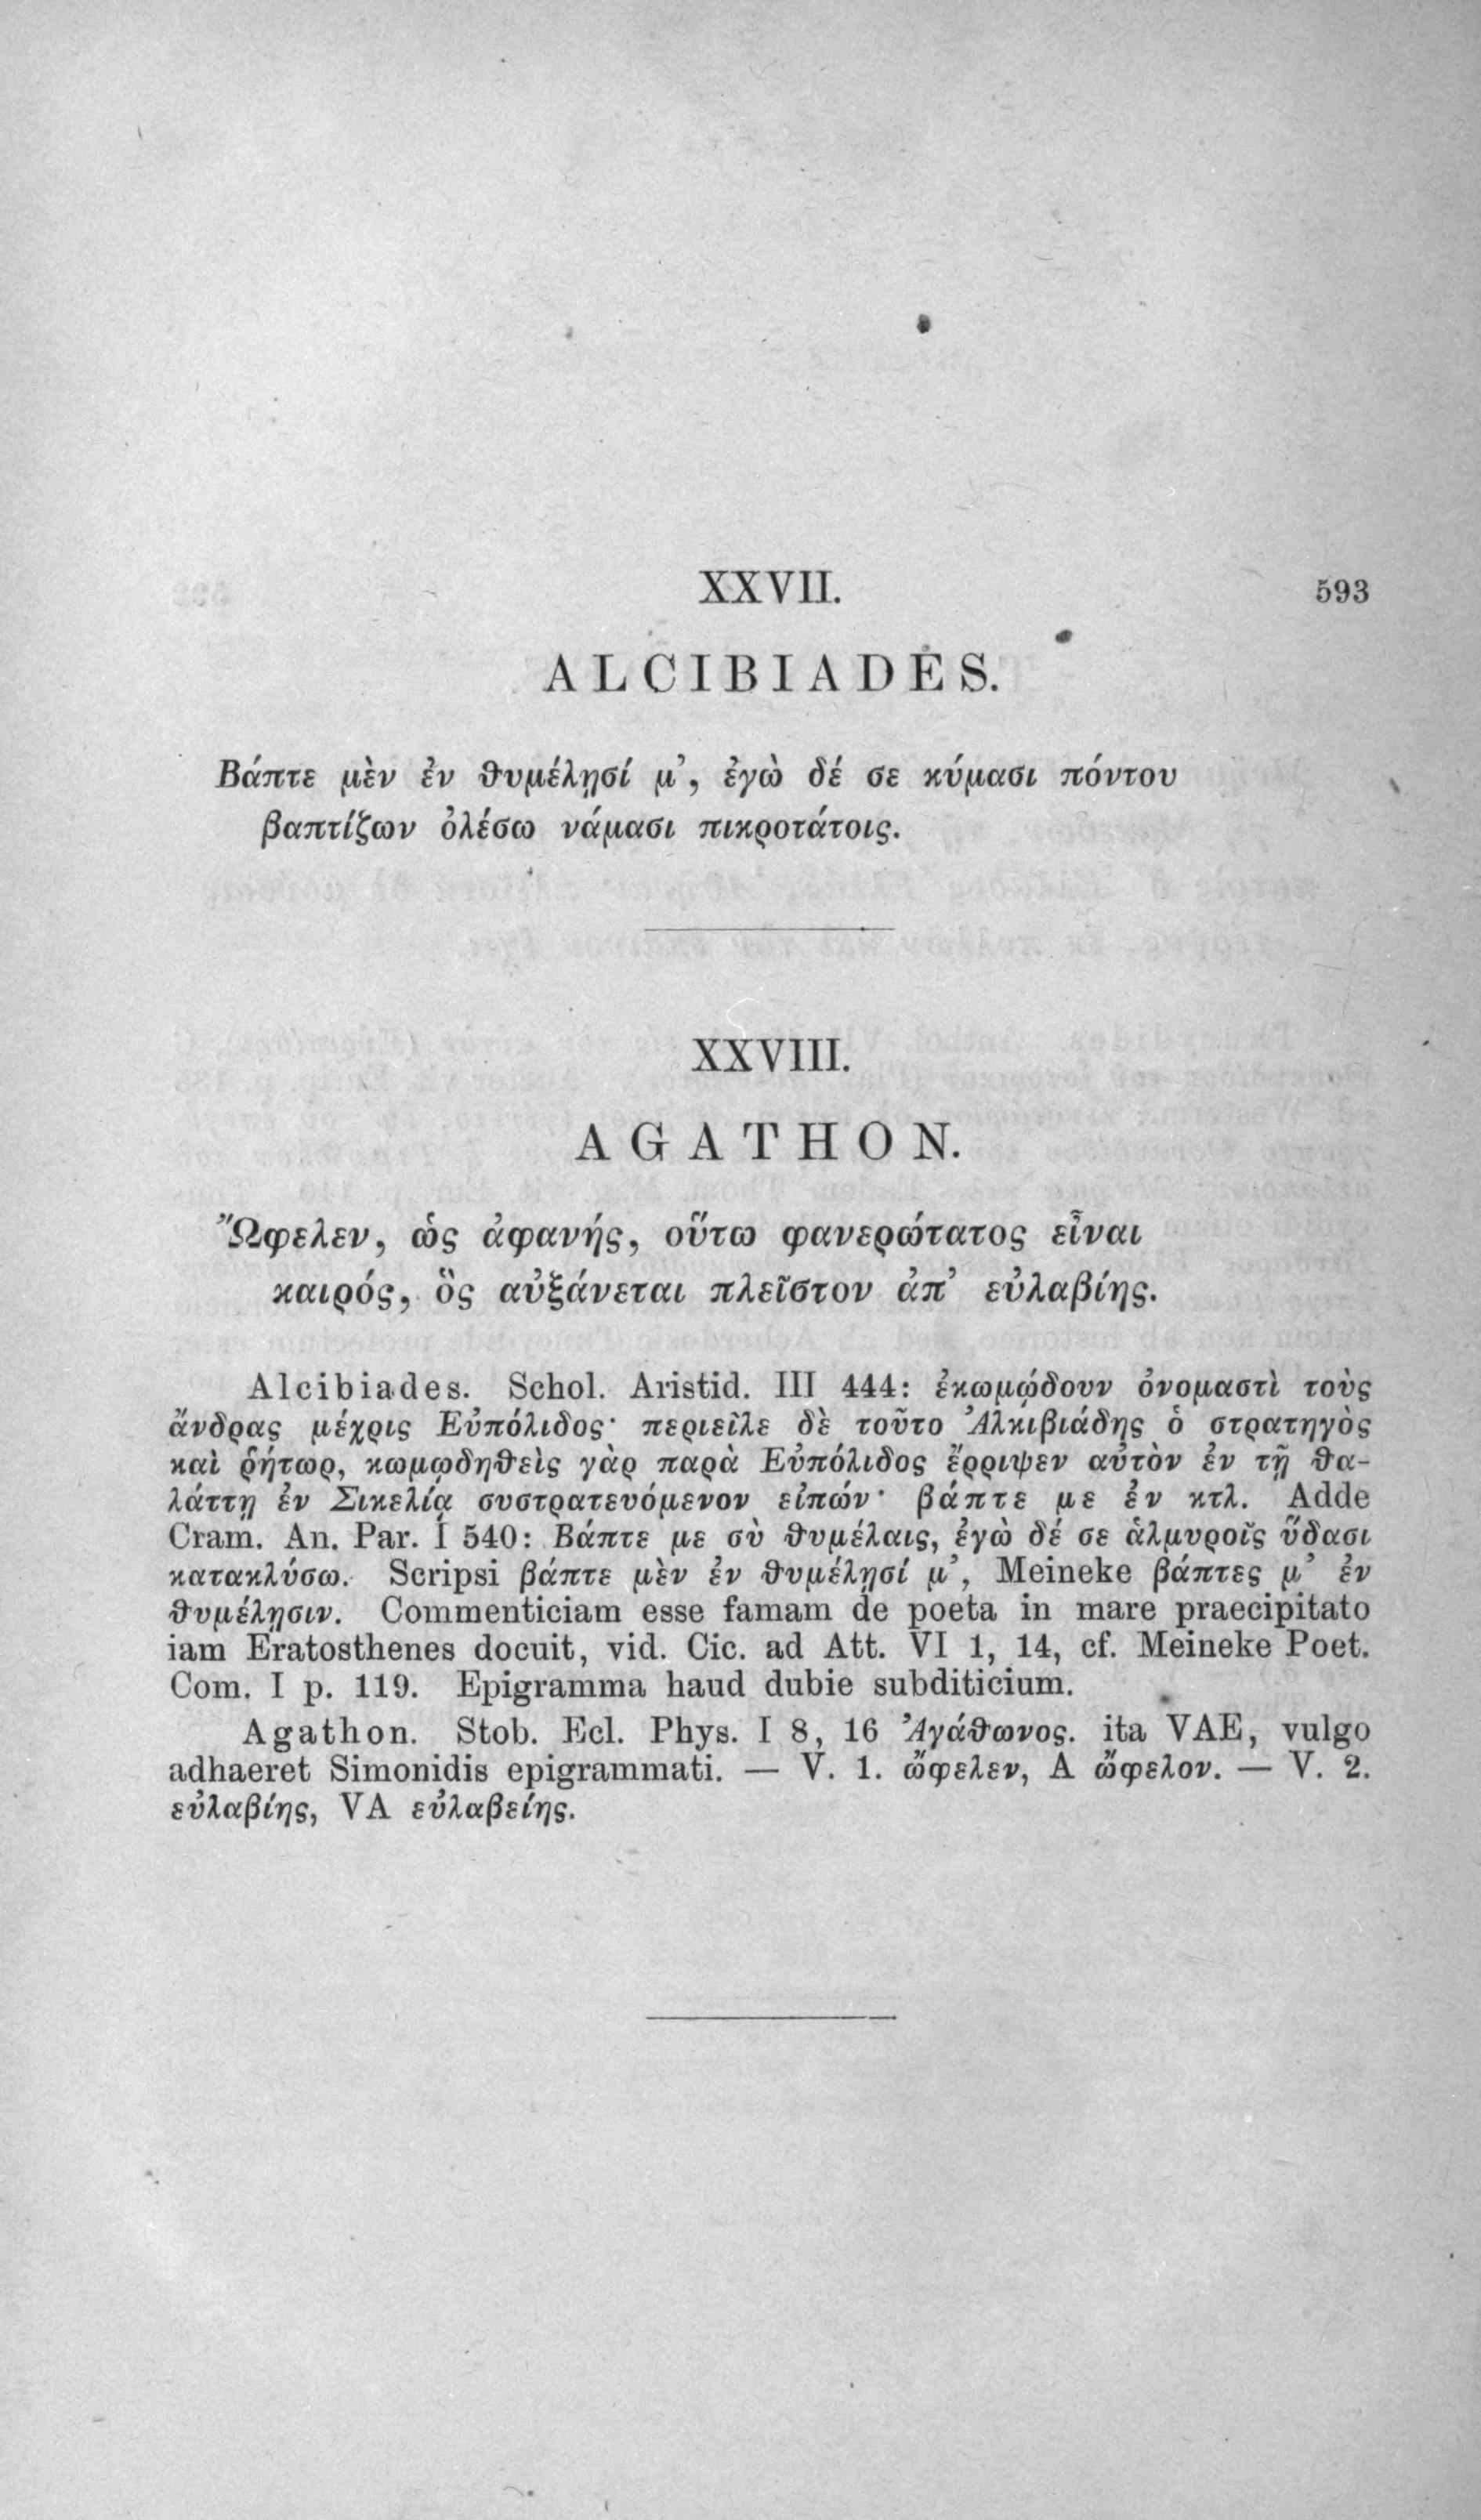 XXVII. 593
ALCIBIADES.
Βάπτε μὲν ἐν θυμέλῃσί μ’, ἐγὼ δέ σε κύμασι πόντου
βαπτίζων ὀλέσω νάμασι πικροτάτοις.
XXVIII.
AGATHON.
Ὤφελεν, ὡς ἀφανής, οὕτω φανερώτατος εἶναι
καιρός, ὃς αὐξάνεται πλεῖστον ἀπ’ εὐλαβίης.
Alcibiades. Schol. Aristid. III 444: ἐκωμῴδουν ὀνομαστὶ τοὺς
ἄνδρας μέχρις Εὐπόλιδος· περιεῖλε δὲ τοῦτο Ἀλκιβιάδης ὁ στρατηγὸς
καὶ ῥήτωρ, κωμῳδηθεὶς γὰρ παρὰ Εὐπόλιδος ἔρριψεν αὐτὸν ἐν τῇ θα-
λάττῃ ἐν Σικελίᾳ συστρατευόμενον εἰπών· βάπτε με ἐν κτλ. Adde
Cram. An. Par. I 540: Βάπτε με σὺ θυμέλαις, ἐγὼ δέ σε ἁλμυροῖς ὕδασι
κατακλύσω. Scripsi βάπτε μὲν ἐν θυμέλῃσί μ’, Meineke βάπτες μ’ ἐν
θυμέλῃσιν. Commenticiam esse famam de poeta in mare praecipitato
iam Eratosthenes docuit, vid. Cic. ad Att. VI 1, 14, cf. Meineke Poet.
Com. I p. 119. Epigramma haud dubie subditicium.
Agathon. Stob. Ecl. Phys. I 8, 16 Ἀγάθωνος. ita VAE, vulgo
adhaeret Simonidis epigrammati. — V. 1. ὤφελεν, A ὤφελον. — V. 2.
εὐλαβίης, VA εὐλαβείης.